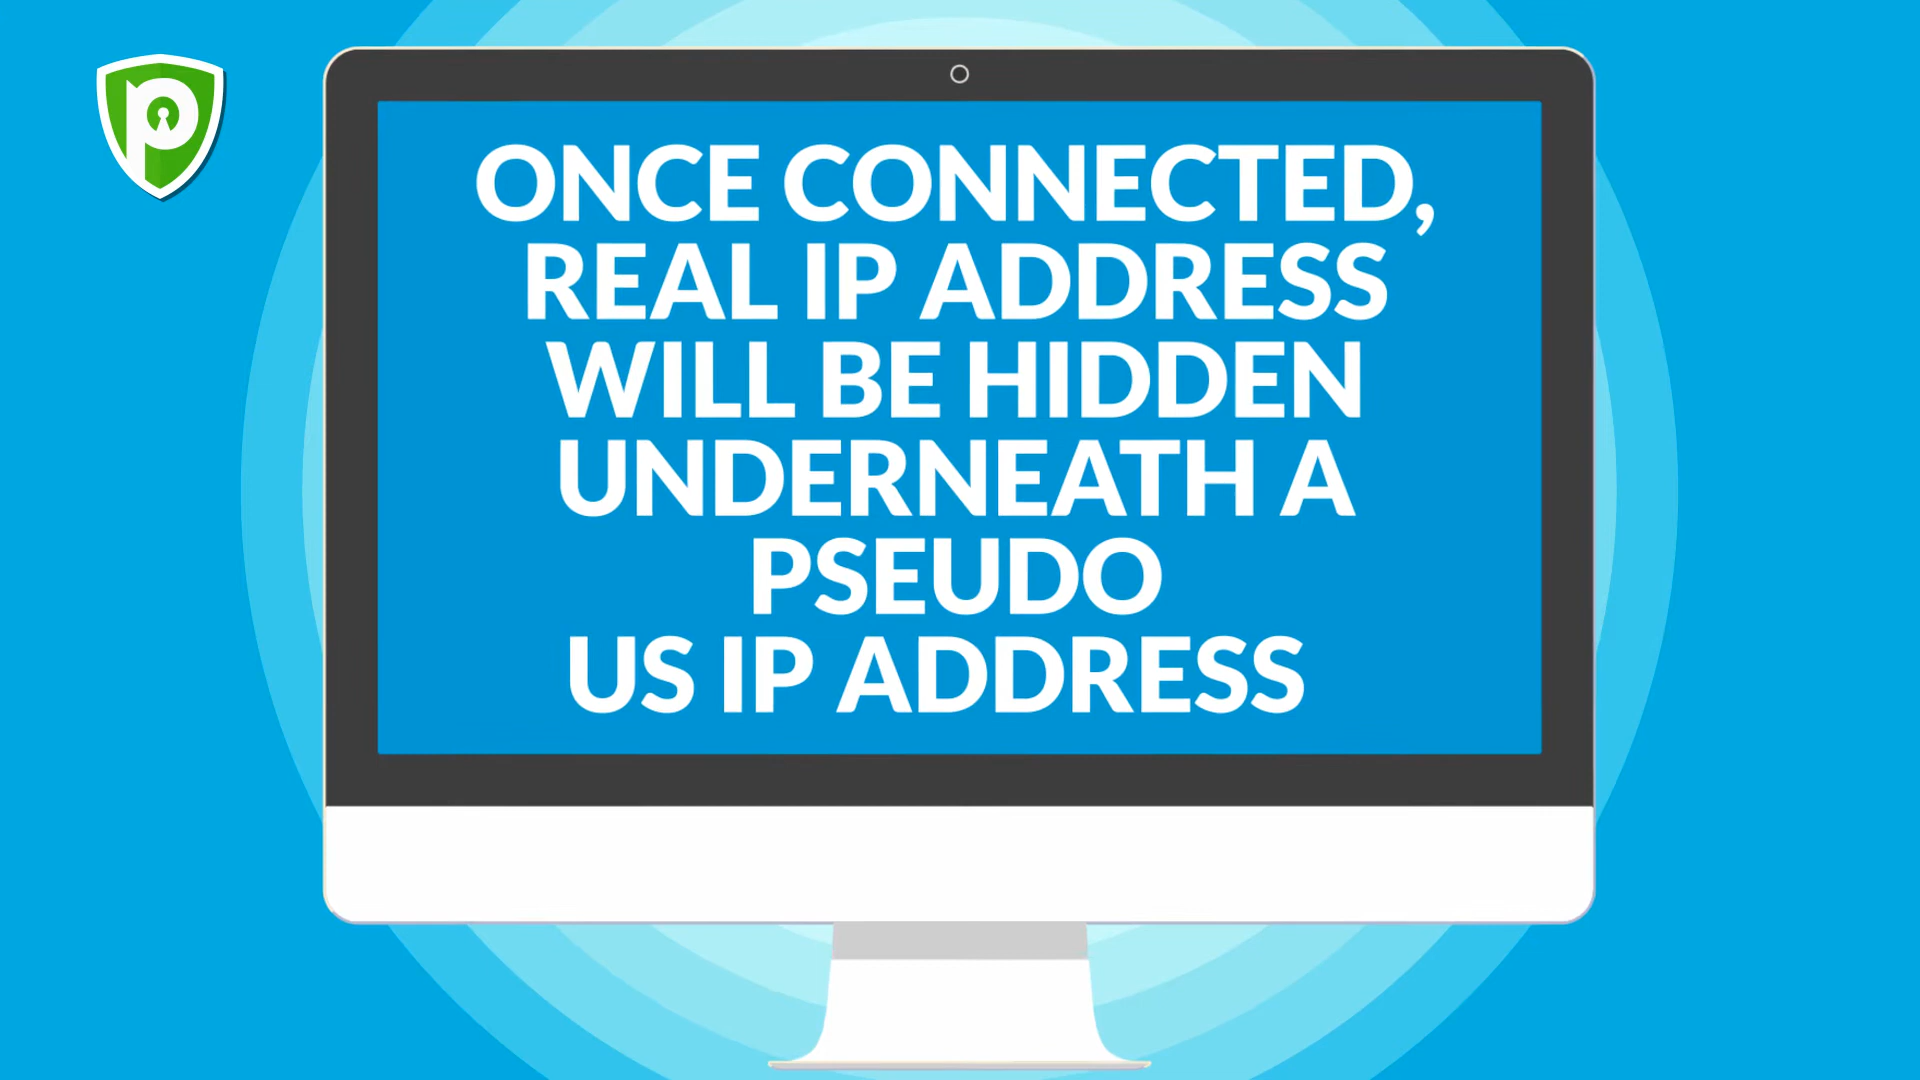 ONCE CONNECTED,
REAL IP ADDRESS
WILL BE HIDDEN
UNDERNEATH A
PSEUDO
US IP ADDRESS